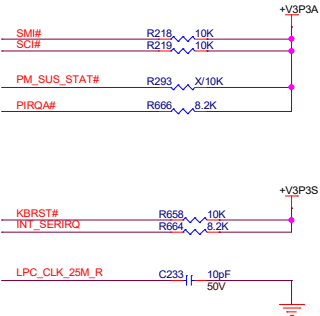 +V3P3A
SMI# R218 10K
SCI# R219 10K
PM_SUS_STAT# R293 X/10K
PIRQA# R666 8.2K
+V3P3S
KBRST# R658 10K
INT_SERIRQ R664 8.2K
LPC_CLK_25M_R C233 10pF
50V